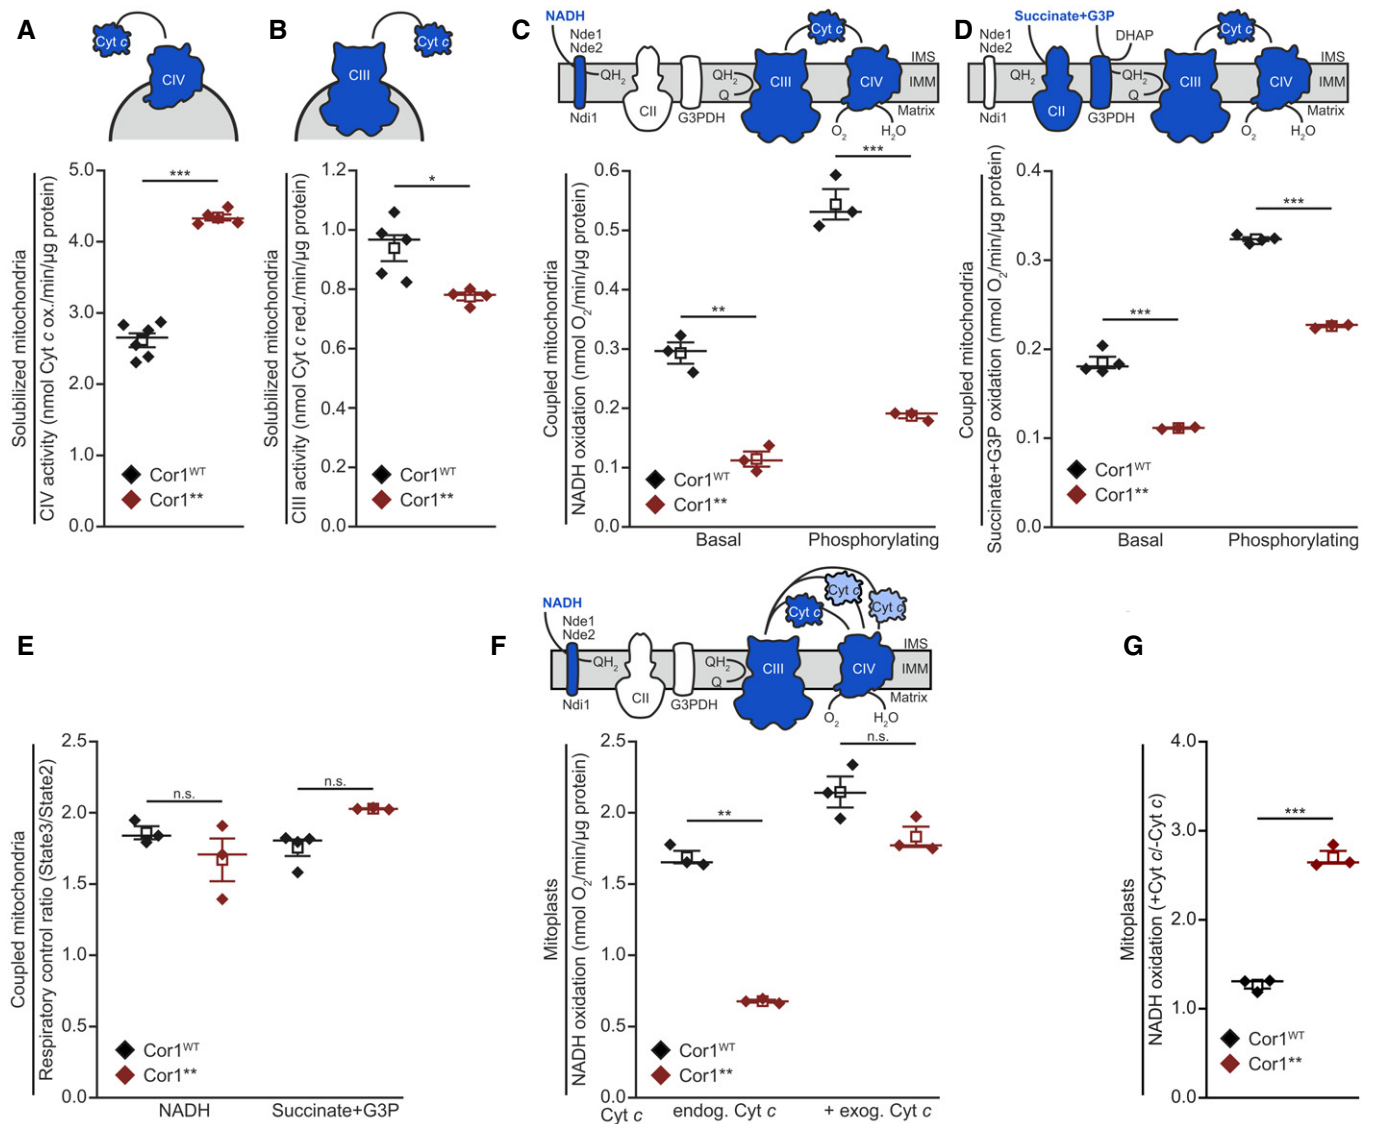 A
Cyt c
CIV
Solubilized mitochondria
CIV activity (nmol Cyt c ox./min/µg protein)
5.0
4.0
3.0
2.0
1.0
0.0
***
Cor1WT
Cor1**
B
Cyt c
CIII
Solubilized mitochondria
CIII activity (nmol Cyt c red./min/µg protein)
1.2
1.0
0.8
0.6
0.4
0.2
0.0
*
Cor1WT
Cor1**
C
NADH
Nde1
Nde2
Ndi1
QH2
CII
G3PDH
QH2
Q
CIII
Cyt c
CIV
O2
H2O
IMS
IMM
Matrix
Coupled mitochondria
NADH oxidation (nmol O2/min/µg protein)
0.6
0.5
0.4
0.3
0.2
0.1
0.0
**
***
Cor1WT
Cor1**
Basal
Phosphorylating
D
Succinate+G3P
Nde1
Nde2
Ndi1
DHAP
QH2
CII
G3PDH
QH2
Q
CIII
Cyt c
CIV
O2
H2O
IMS
IMM
Matrix
Coupled mitochondria
Succinate+G3P oxidation (nmol O2/min/µg protein)
0.4
0.3
0.2
0.1
0.0
***
***
Cor1WT
Cor1**
Basal
Phosphorylating
E
Coupled mitochondria
Respiratory control ratio (State3/State2)
2.5
2.0
1.5
1.0
0.5
0.0
n.s.
n.s.
Cor1WT
Cor1**
NADH
Succinate+G3P
F
NADH
Nde1
Nde2
Ndi1
QH2
CII
G3PDH
QH2
Q
CIII
Cyt c
Cyt c
Cyt c
CIV
O2
H2O
IMS
IMM
Matrix
Mitoplasts
NADH oxidation (nmol O2/min/µg protein)
2.5
2.0
1.5
1.0
0.5
0.0
**
n.s.
Cor1WT
Cor1**
Cyt c
endog. Cyt c
+ exog. Cyt c
G
Mitoplasts
NADH oxidation (+Cyt c/-Cyt c)
4.0
3.0
2.0
1.0
0.0
***
Cor1WT
Cor1**